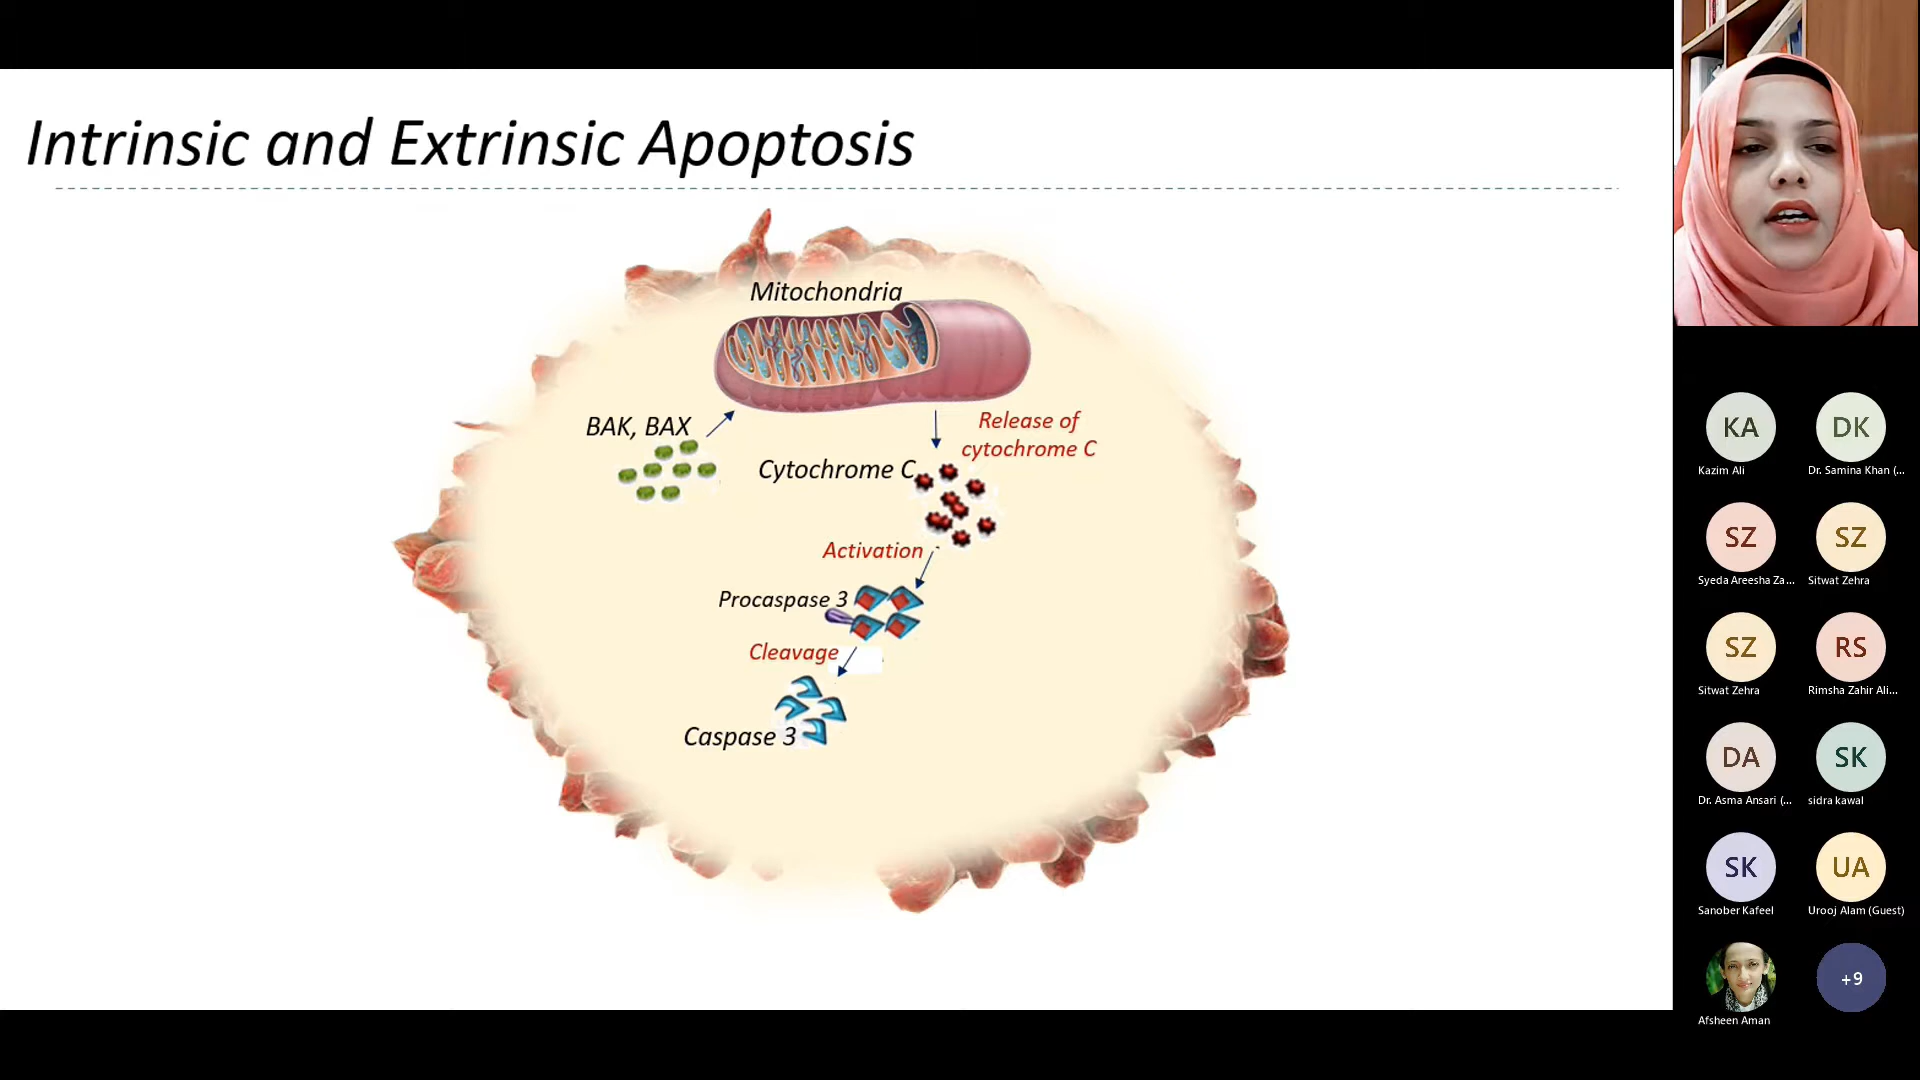 Intrinsic and Extrinsic Apoptosis
Mitochondria
BAK, BAX
Release of
cytochrome C
Cytochrome C
Activation
Procaspase 3
Cleavage
Caspase 3
KA
DK
Kazim Ali
Dr. Samina Khan (...
SZ
SZ
Syeda Areesha Za...
Sitwat Zehra
SZ
RS
Sitwat Zehra
Rimsha Zahir Ali...
DA
SK
Dr. Asma Ansari (...
sidra kawal
SK
UA
Sanober Kafeel
Urooj Alam (Guest)
+9
Afsheen Aman